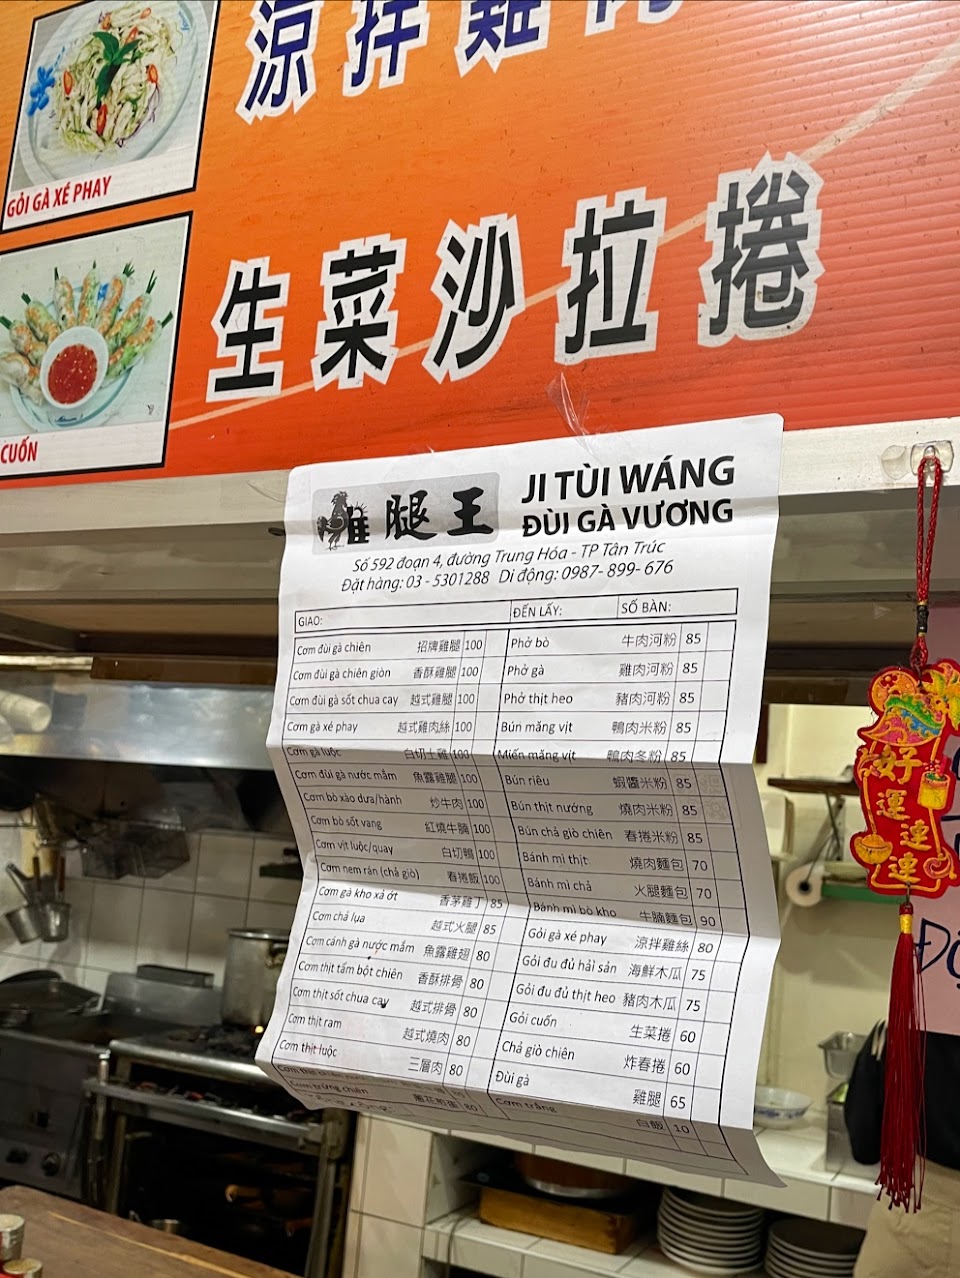 涼拌雞肉
GỎI GÀ XÉ PHAY
生菜沙拉捲
CUỐN
雞腿王
JI TÙI WÁNG
ĐÙI GÀ VƯƠNG
Số 592 đoạn 4, đường Trung Hóa - TP Tân Trúc
Đặt hàng: 03 - 5301288 Di động: 0987- 899- 676
GIAO: ĐẾN LẤY: SỐ BÀN:
Cơm đùi gà chiên 招牌雞腿 100
Cơm đùi gà chiên giòn 香酥雞腿 100
Cơm đùi gà sốt chua cay 越式雞腿 100
Cơm gà xé phay 越式雞肉絲 100
Cơm gà luộc 白切土雞 100
Cơm đùi gà nước mắm 魚露雞腿 100
Cơm bò xào dưa/hành 炒牛肉 100
Cơm bò sốt vang 紅燒牛腩 100
Cơm vịt luộc/quay 白切鴨 100
Cơm nem rán (chả giò) 春捲飯 100
Cơm gà kho xả ớt 香茅雞丁 85
Cơm chả lụa 越式火腿 85
Cơm cánh gà nước mắm 魚露雞翅 80
Cơm thịt tẩm bột chiên 香酥排骨 80
Cơm thịt sốt chua cay 越式排骨 80
Cơm thịt ram 越式燒肉 80
Cơm thịt luộc 三層肉 80
Cơm trứng chiên 蔥花煎蛋 80
Phở bò 牛肉河粉 85
Phở gà 雞肉河粉 85
Phở thịt heo 豬肉河粉 85
Bún măng vịt 鴨肉米粉 85
Miến măng vịt 鴨肉冬粉 85
Bún riêu 蝦醬米粉 85
Bún thịt nướng 燒肉米粉 85
Bún chả giò chiên 春捲米粉 85
Bánh mì thịt 燒肉麵包 70
Bánh mì chả 火腿麵包 70
Bánh mì bò kho 牛腩麵包 90
Gỏi gà xé phay 涼拌雞絲 80
Gỏi đu đủ hải sản 海鮮木瓜 75
Gỏi đu đủ thịt heo 豬肉木瓜 75
Gỏi cuốn 生菜捲 60
Chả giò chiên 炸春捲 60
Đùi gà 雞腿 65
Cơm trắng 白飯 10
好運連連